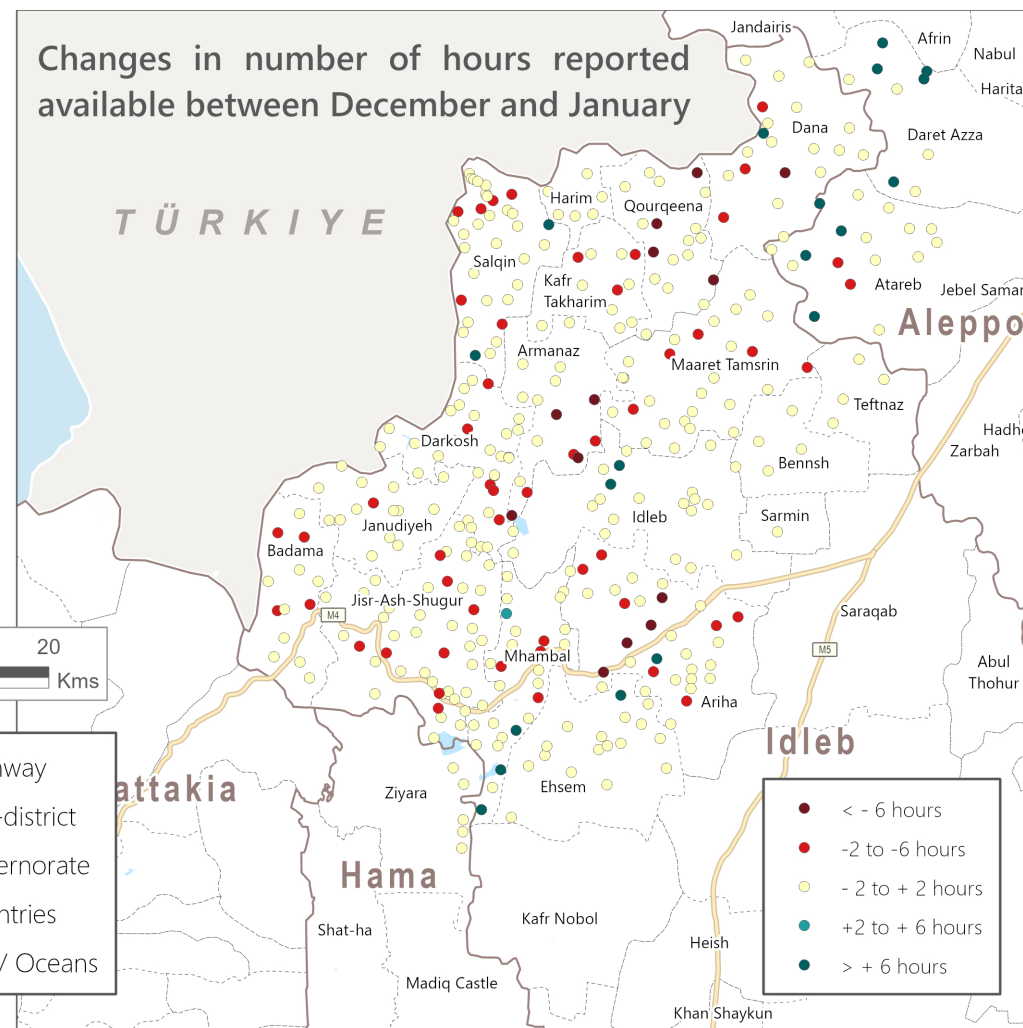 Changes in number of hours reported
available between December and January
Jandairis
Afrin
Nabul
Harita
Dana
Daret Azza
TÜRKIYE
Harim
Qourqeena
Salqin
Kafr
Takharim
Atareb
Jebel Samar
Aleppo
Armanaz
Maaret Tamsrin
Teftnaz
Darkosh
Hadhe
Zarbah
Bennsh
Janudiyeh
Idleb
Sarmin
Badama
Jisr-Ash-Shugur
M4
Saraqab
20
Mhambal
M5
Abul
Thohur
Kms
Ariha
Idleb
away
attakia
Ziyara
Ehsem
-district
< - 6 hours
-2 to -6 hours
ernorate
Hama
- 2 to + 2 hours
ntries
Kafr Nobol
+2 to + 6 hours
Shat-ha
Heish
/ Oceans
> + 6 hours
Madiq Castle
Khan Shaykun